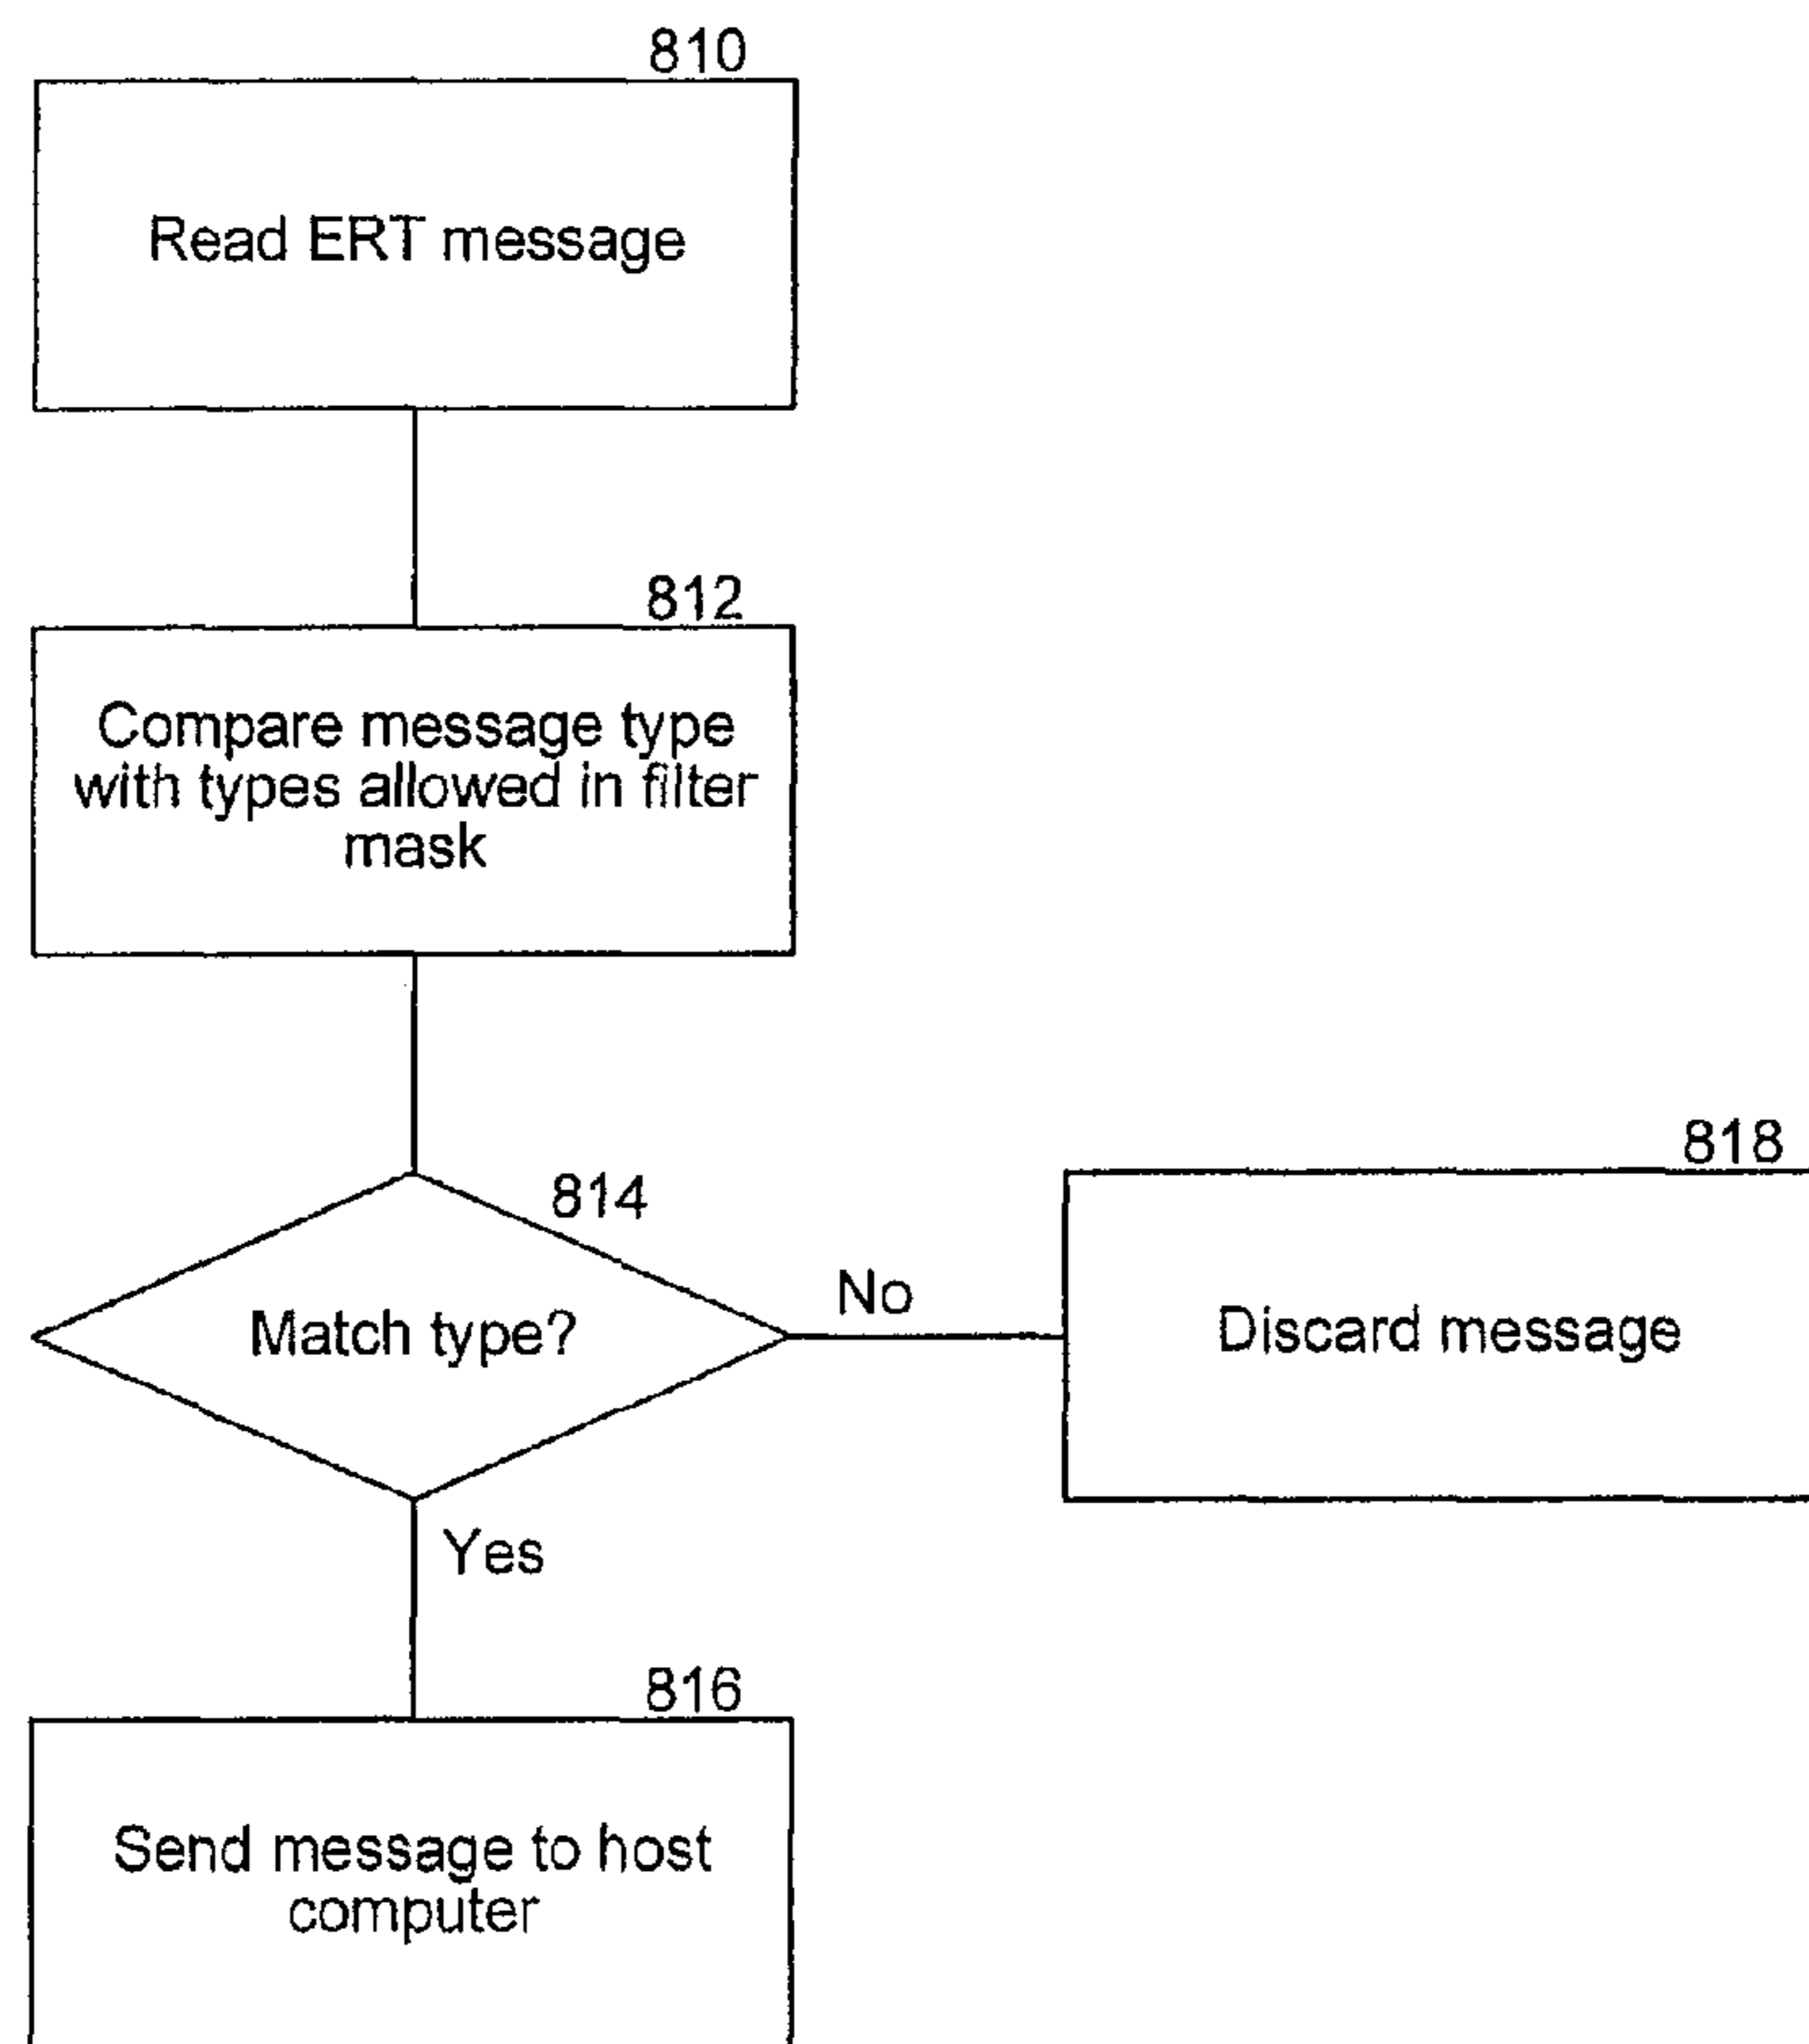 810
Read ERT message
812
Compare message type
with types allowed in filter
mask
814
Match type?
No
818
Discard message
Yes
816
Send message to host
computer